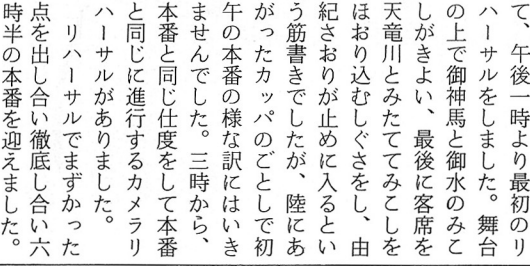 て、午後一時より最初のリ
ハーサルをしました。舞台
の上で御神馬と御水のみこ
しがきよい、最後に客席を
天竜川とみたててみこしを
ほおり込むしぐさをし、由
紀さおりが止めに入るとい
う筋書きでしたが、陸にあ
がったカッパのごとしで初
午の本番の様な訳にはいき
ませんでした。三時から、
本番と同じ仕度をして本番
と同じに進行するカメラリ
ハーサルがありました。
　リハーサルでまずかった
点を出し合い徹底し合い六
時半の本番を迎えました。